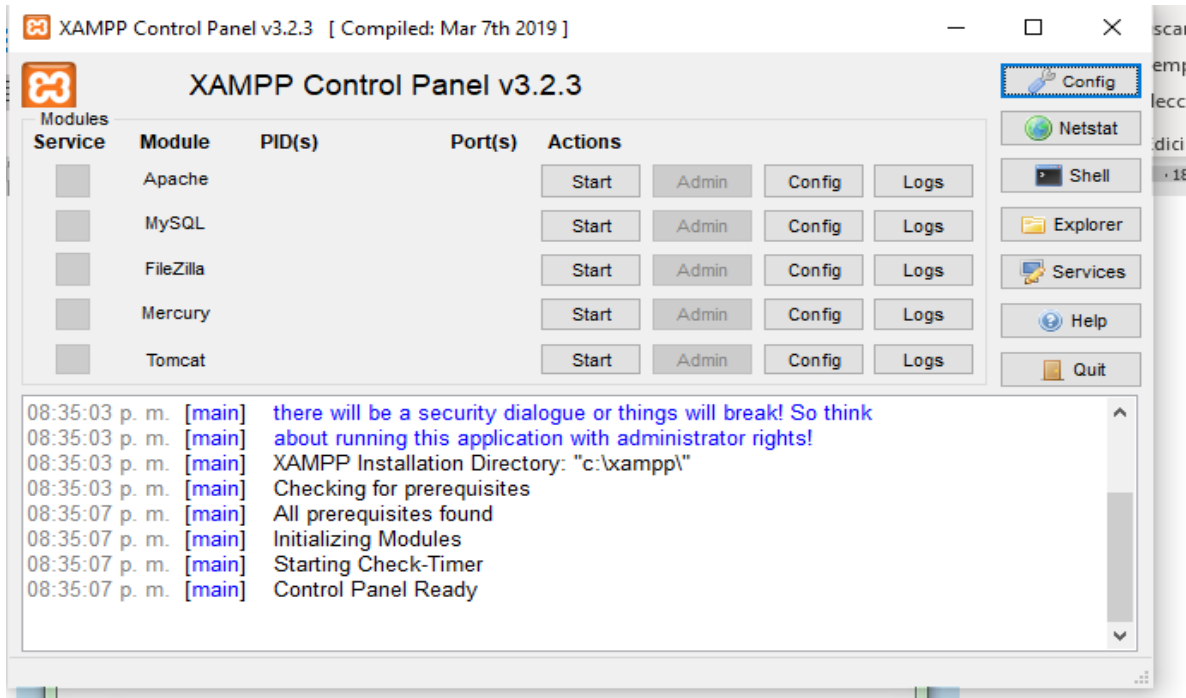 XAMPP Control Panel v3.2.3 [ Compiled: Mar 7th 2019 ]
XAMPP Control Panel v3.2.3
Config
Modules
Service Module PID(s) Port(s) Actions
Netstat
Apache Start Admin Config Logs
Shell
MySQL Start Admin Config Logs
Explorer
FileZilla Start Admin Config Logs
Services
Mercury Start Admin Config Logs
Help
Tomcat Start Admin Config Logs
Quit
08:35:03 p. m. [main] there will be a security dialogue or things will break! So think
08:35:03 p. m. [main] about running this application with administrator rights!
08:35:03 p. m. [main] XAMPP Installation Directory: "c:\xampp\"
08:35:03 p. m. [main] Checking for prerequisites
08:35:07 p. m. [main] All prerequisites found
08:35:07 p. m. [main] Initializing Modules
08:35:07 p. m. [main] Starting Check-Timer
08:35:07 p. m. [main] Control Panel Ready